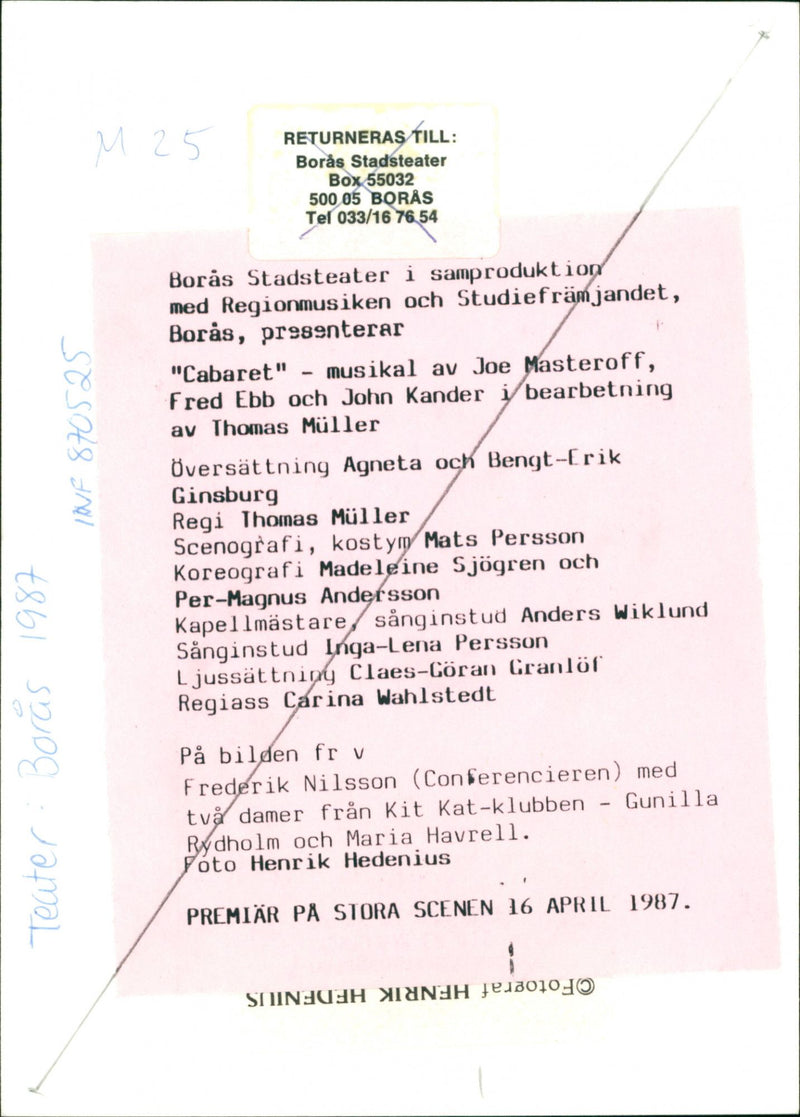 M 25
RETURNERAS TILL:
Borås Stadsteater
Box 55032
500 05 BORÅS
Tel 033/16 76 54
Borås Stadsteater i samproduktion
med Regionmusiken och Studiefrämjandet,
Borås, presenterar
"Cabaret" - musikal av Joe Masteroff,
Fred Ebb och John Kander i bearbetning
av Thomas Müller
Översättning Agneta och Bengt-Erik
Ginsburg
Regi Thomas Müller
Scenografi, kostym Mats Persson
Koreografi Madeleine Sjögren och
Per-Magnus Andersson
Kapellmästare, sånginstud Anders Wiklund
Sånginstud Inga-Lena Persson
Ljussättning Claes-Göran Granlöf
Regiass Carina Wahlstedt
På bilden fr v
Frederik Nilsson (Conferencieren) med
två damer från Kit Kat-klubben - Gunilla
Rydholm och Maria Havrell.
Foto Henrik Hedenius
PREMIÄR PÅ STORA SCENEN 16 APRIL 1987.
©Fotograf HENRIK HEDENIUS
INF 870525
Teater: Borås 1987